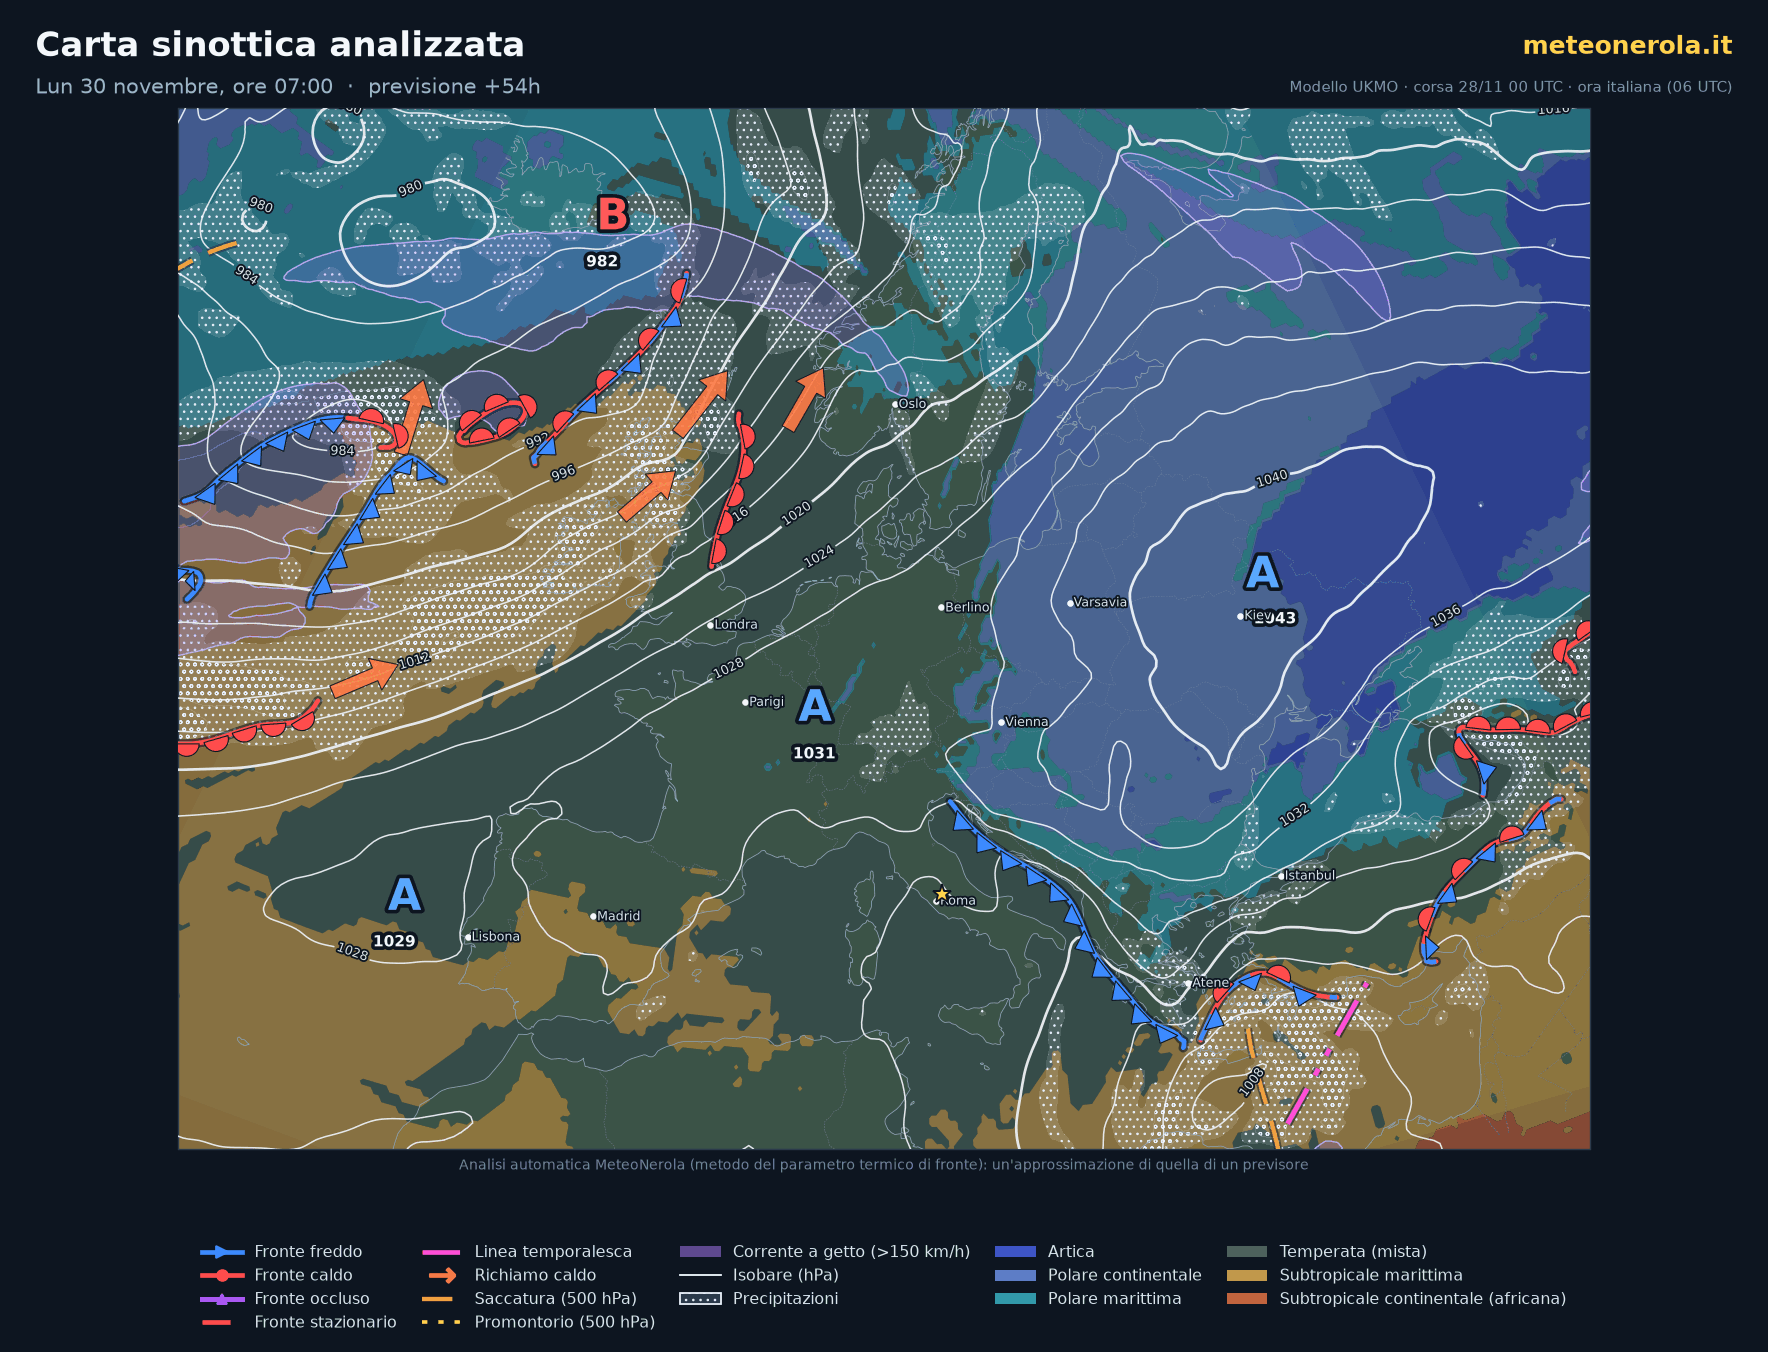 Carta sinottica analizzata
meteonerola.it
Lun 30 novembre, ore 07:00 · previsione +54h
Modello UKMO · corsa 28/11 00 UTC · ora italiana (06 UTC)
1016
980
980
B
984
982
Oslo
992
984
996
1040
16
1020
1024
A
Berlino
Varsavia
Kiev
1043
1036
Londra
1012
1028
Parigi
A
Vienna
1031
1032
A
Istanbul
Roma
Madrid
Lisbona
1029
1028
Atene
1008
Analisi automatica MeteoNerola (metodo del parametro termico di fronte): un'approssimazione di quella di un previsore
Fronte freddo
Linea temporalesca
Corrente a getto (>150 km/h)
Artica
Temperata (mista)
Fronte caldo
Richiamo caldo
Isobare (hPa)
Polare continentale
Subtropicale marittima
Fronte occluso
Saccatura (500 hPa)
Precipitazioni
Polare marittima
Subtropicale continentale (africana)
Fronte stazionario
Promontorio (500 hPa)